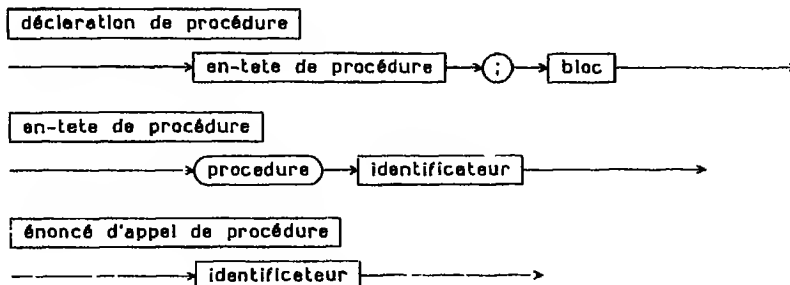 déclaration de procédure
en-tete de procédure ; bloc
en-tete de procédure
procedure identificateur
énoncé d'appel de procédure
identificateur